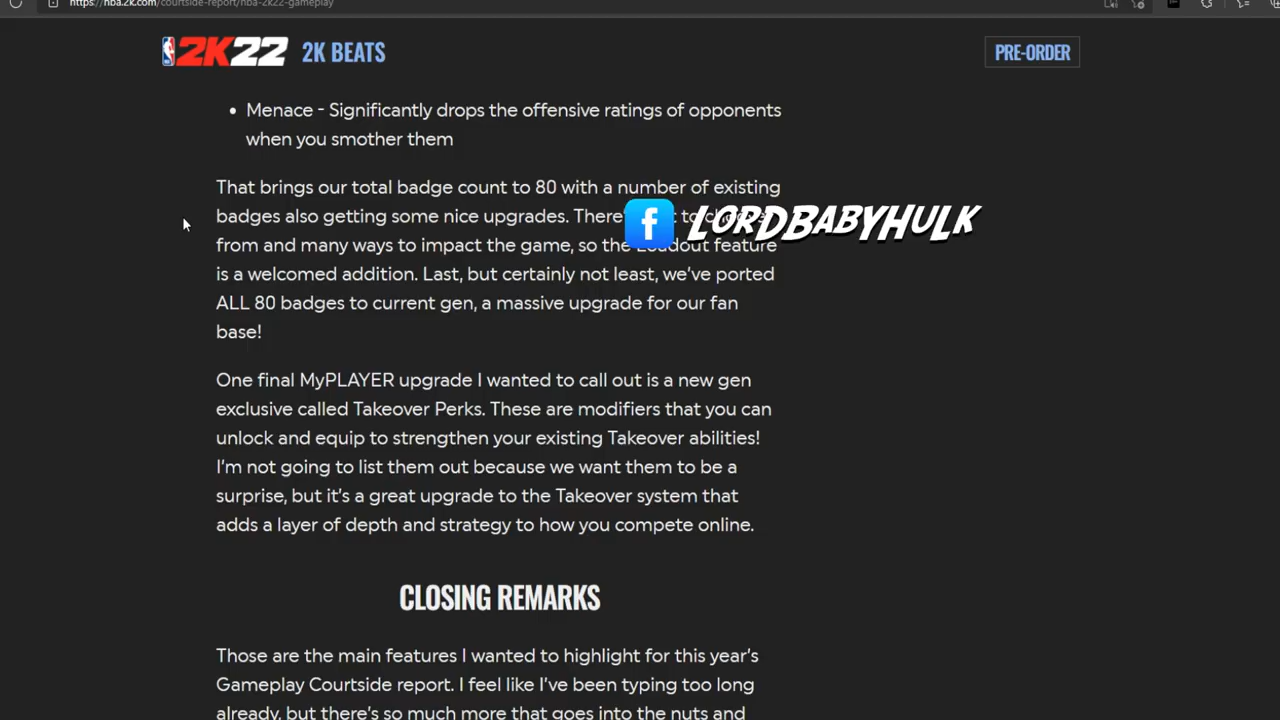 https://nba.2k.com/courtside-report/nba-2k22-gameplay
2K22 2K BEATS
PRE-ORDER
• Menace - Significantly drops the offensive ratings of opponents
when you smother them
That brings our total badge count to 80 with a number of existing
badges also getting some nice upgrades. There's to
LORDBABYHULK
from and many ways to impact the game, so the Loadout feature
is a welcomed addition. Last, but certainly not least, we've ported
ALL 80 badges to current gen, a massive upgrade for our fan
base!
One final MyPLAYER upgrade I wanted to call out is a new gen
exclusive called Takeover Perks. These are modifiers that you can
unlock and equip to strengthen your existing Takeover abilities!
I'm not going to list them out because we want them to be a
surprise, but it's a great upgrade to the Takeover system that
adds a layer of depth and strategy to how you compete online.
CLOSING REMARKS
Those are the main features I wanted to highlight for this year's
Gameplay Courtside report. I feel like I've been typing too long
already, but there's so much more that goes into the nuts and